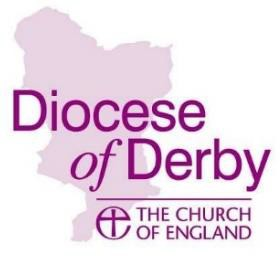 Diocese
of Derby
THE CHURCH
OF ENGLAND